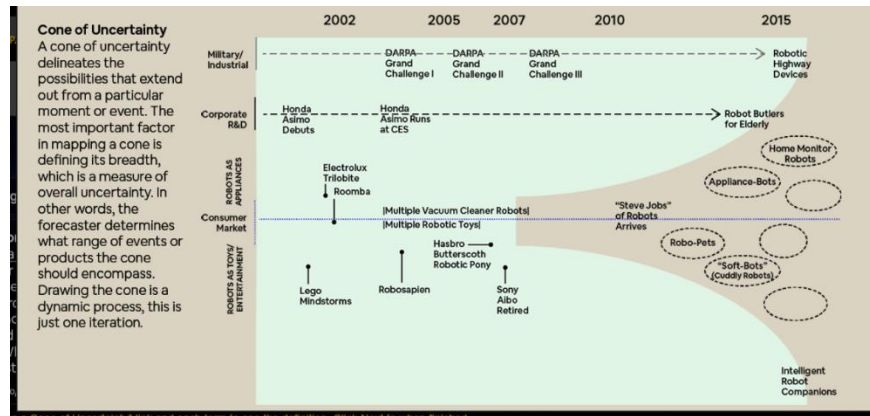 Cone of Uncertainty
A cone of uncertainty
delineates the
possibilities that extend
out from a particular
moment or event. The
most important factor
in mapping a cone is
defining its breadth,
which is a measure of
overall uncertainty. In
other words, the
forecaster determines
what range of events or
products the cone
should encompass.
Drawing the cone is a
dynamic process, this is
just one iteration.
2002
2005
2007
2010
2015
Military/
Industrial
DARPA
Grand
Challenge I
DARPA
Grand
Challenge II
DARPA
Grand
Challenge III
Robotic
Highway
Devices
Corporate
R&D
Honda
Asimo
Debuts
Honda
Asimo Runs
at CES
Robot Butlers
for Elderly
ROBOTS AS
APPLIANCES
Electrolux
Trilobite
Roomba
Home Monitor
Robots
Appliance-Bots
Consumer
Market
|Multiple Vacuum Cleaner Robots|
|Multiple Robotic Toys|
"Steve Jobs"
of Robots
Arrives
ROBOTS AS TOYS/
ENTERTAINMENT
Hasbro
Butterscoth
Robotic Pony
Robo-Pets
"Soft-Bots"
(Cuddly Robots)
Lego
Mindstorms
Robosapien
Sony
Aibo
Retired
Intelligent
Robot
Companions